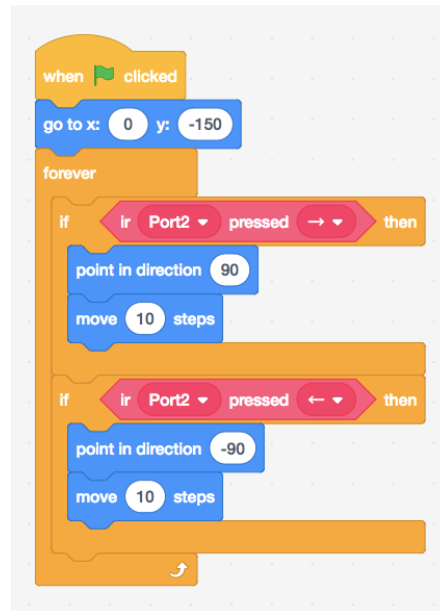 when clicked
go to x: 0 y: -150
forever
if ir Port2 pressed → then
point in direction 90
move 10 steps
if ir Port2 pressed ← then
point in direction -90
move 10 steps